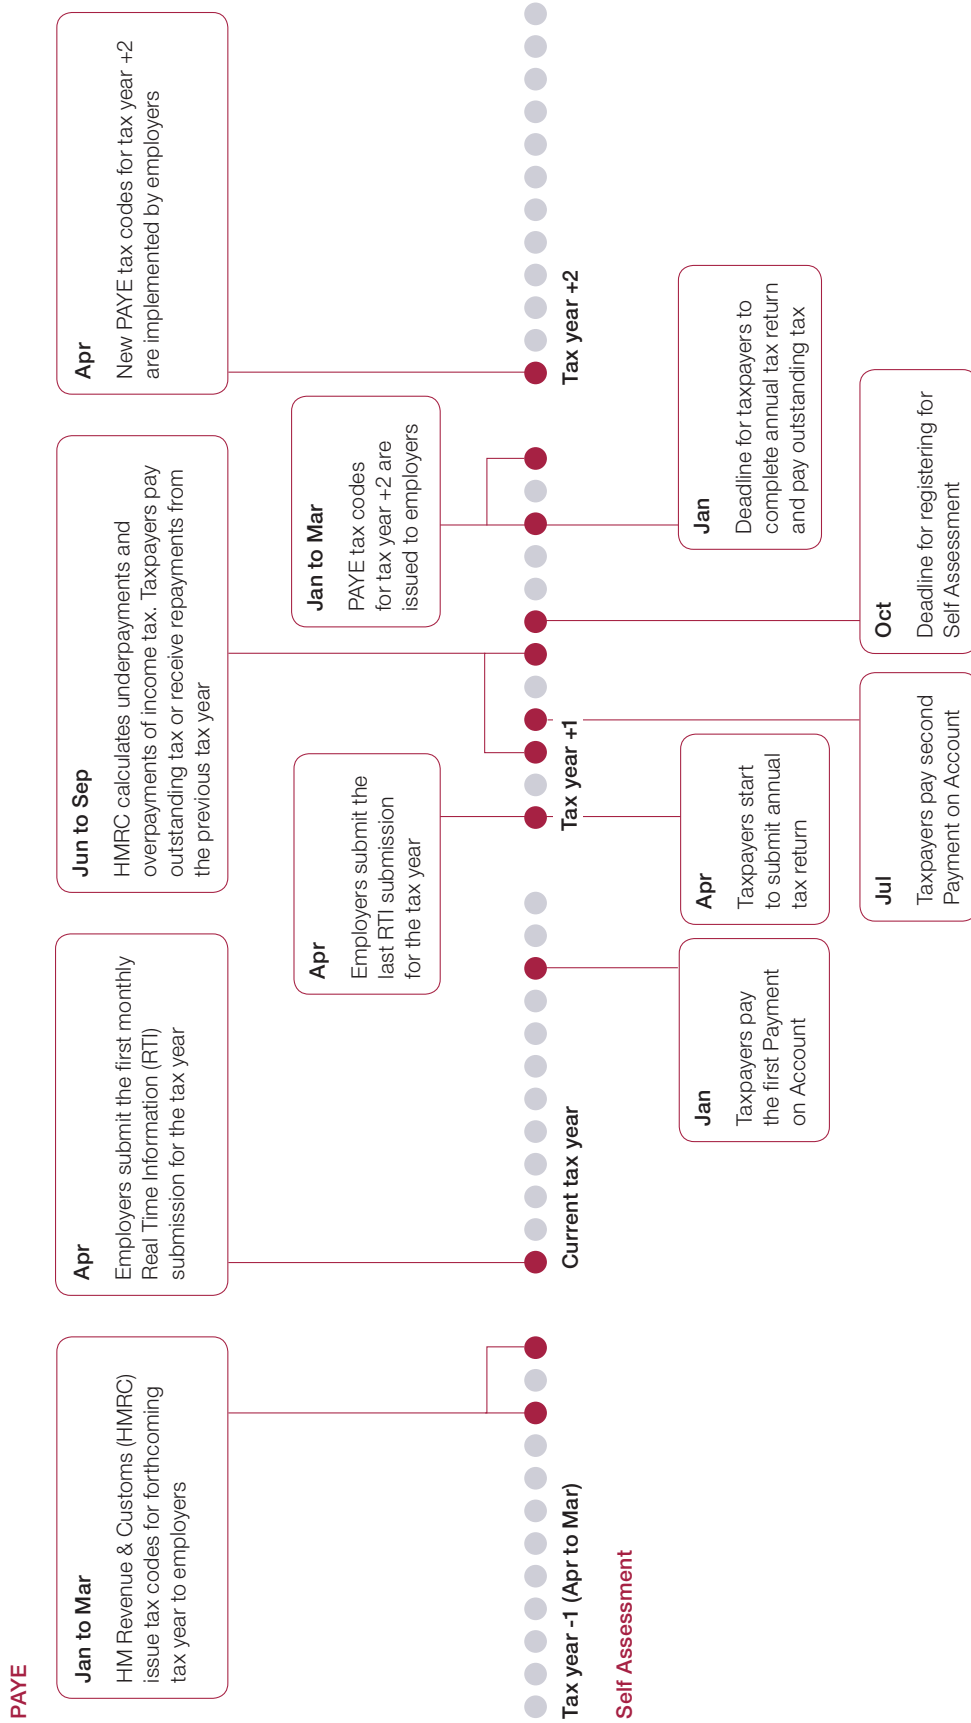 PAYE
Jan to Mar
HM Revenue & Customs (HMRC)
issue tax codes for forthcoming
tax year to employers
Apr
Employers submit the first monthly
Real Time Information (RTI)
submission for the tax year
Jun to Sep
HMRC calculates underpayments and
overpayments of income tax. Taxpayers pay
outstanding tax or receive repayments from
the previous tax year
Apr
New PAYE tax codes for tax year +2
are implemented by employers
Apr
Employers submit the
last RTI submission
for the tax year
Jan to Mar
PAYE tax codes
for tax year +2 are
issued to employers
Tax year -1 (Apr to Mar)
Current tax year
Tax year +1
Tax year +2
Self Assessment
Jan
Taxpayers pay
the first Payment
on Account
Apr
Taxpayers start
to submit annual
tax return
Jan
Deadline for taxpayers to
complete annual tax return
and pay outstanding tax
Jul
Taxpayers pay second
Payment on Account
Oct
Deadline for registering for
Self Assessment